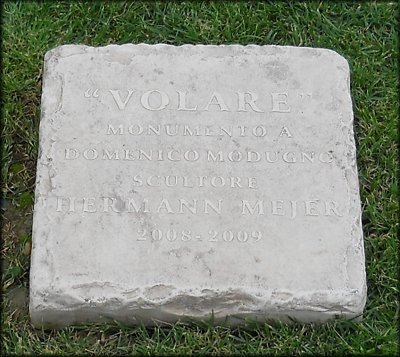 “VOLARE”
MONUMENTO A
DOMENICO MODUGNO
SCULTORE
HERMANN MEJER
2008-2009